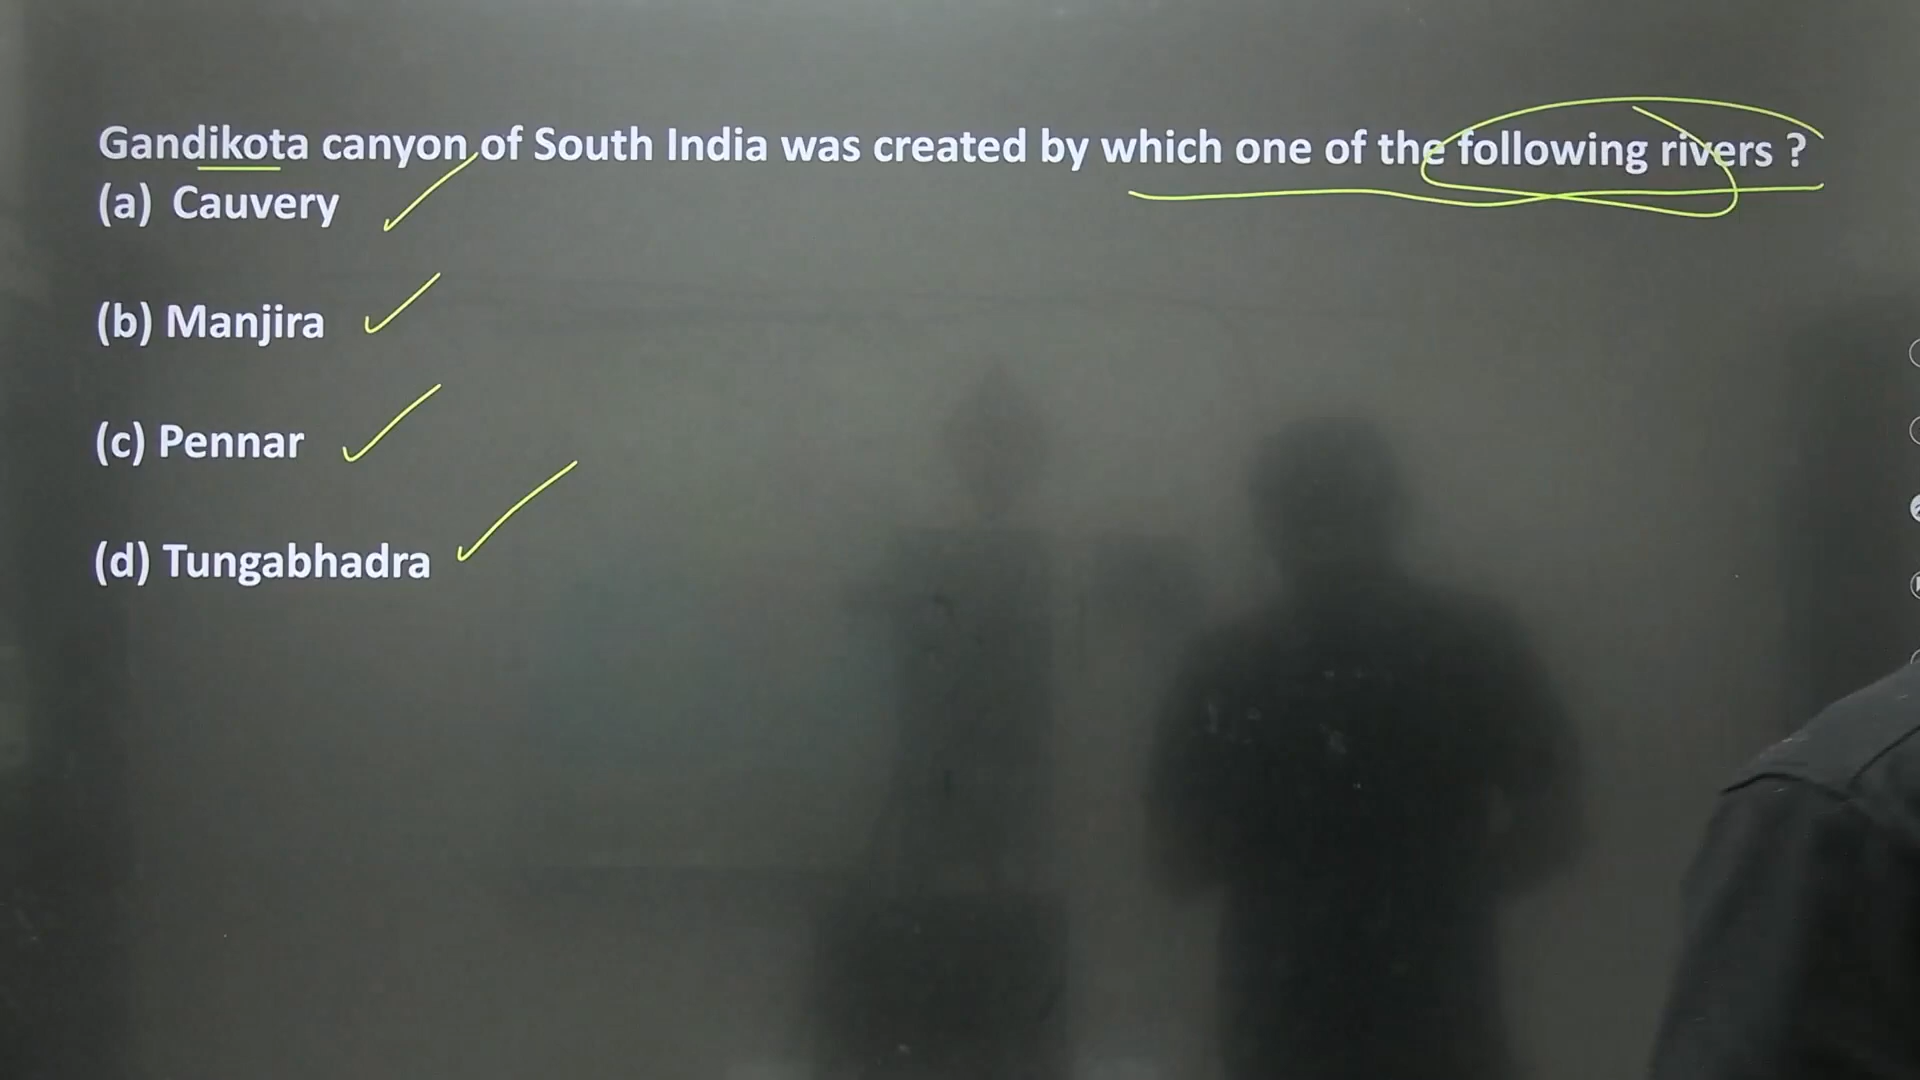 Gandikota canyon of South India was created by which one of the following rivers ?
(a) Cauvery
(b) Manjira
(c) Pennar
(d) Tungabhadra